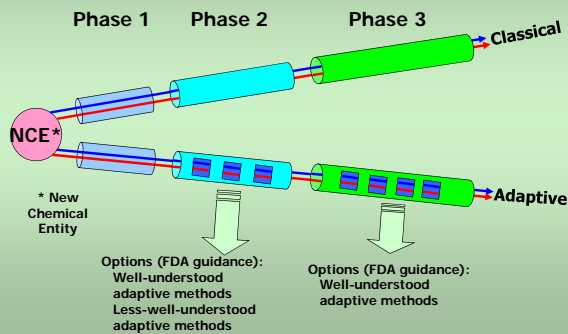 Phase 1 Phase 2 Phase 3
Classical
NCE*
* New
Chemical
Entity
Adaptive
Options (FDA guidance):
Well-understood
adaptive methods
Less-well-understood
adaptive methods
Options (FDA guidance):
Well-understood
adaptive methods